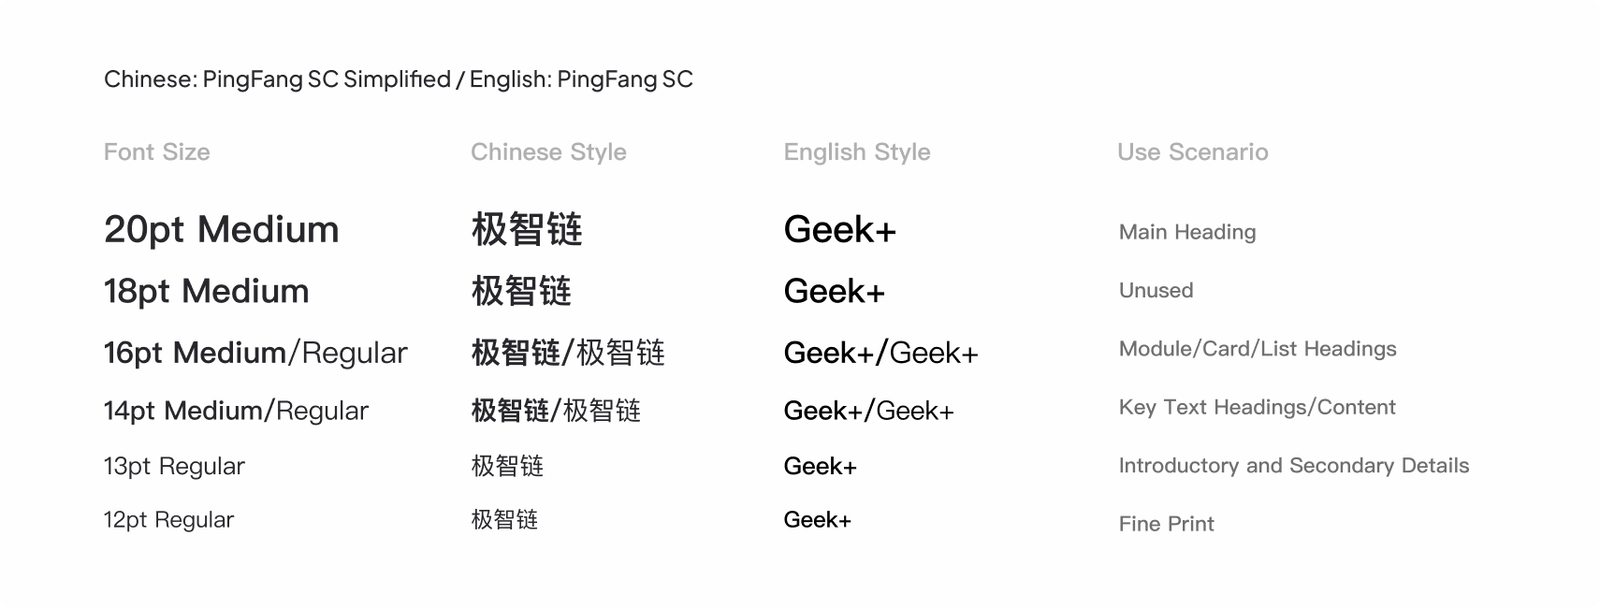 Chinese: PingFang SC Simplified / English: PingFang SC
Font Size Chinese Style English Style Use Scenario
20pt Medium 极智链 Geek+ Main Heading
18pt Medium 极智链 Geek+ Unused
16pt Medium/Regular 极智链/极智链 Geek+/Geek+ Module/Card/List Headings
14pt Medium/Regular 极智链/极智链 Geek+/Geek+ Key Text Headings/Content
13pt Regular 极智链 Geek+ Introductory and Secondary Details
12pt Regular 极智链 Geek+ Fine Print